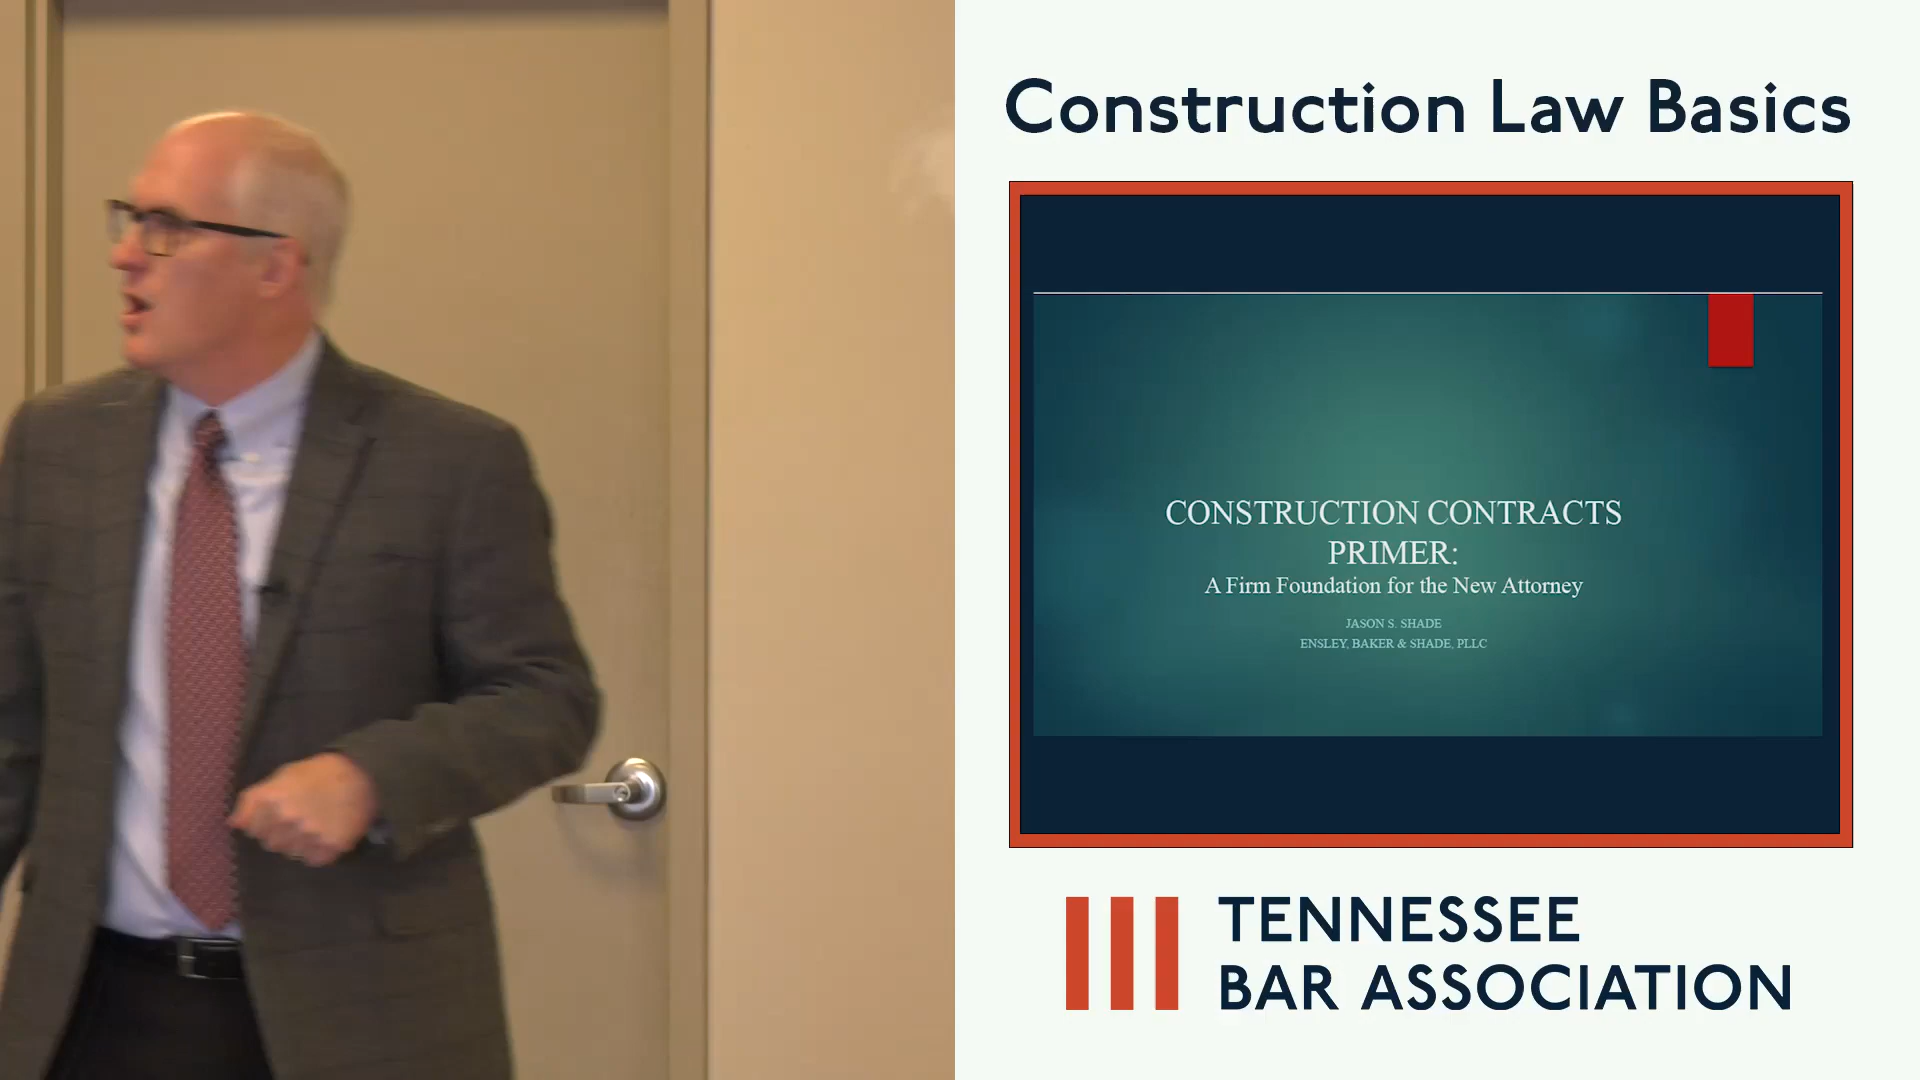 Construction Law Basics
CONSTRUCTION CONTRACTS
PRIMER:
A Firm Foundation for the New Attorney
JASON S. SHADE
ENSLEY, BAKER & SHADE, PLLC
TENNESSEE
BAR ASSOCIATION